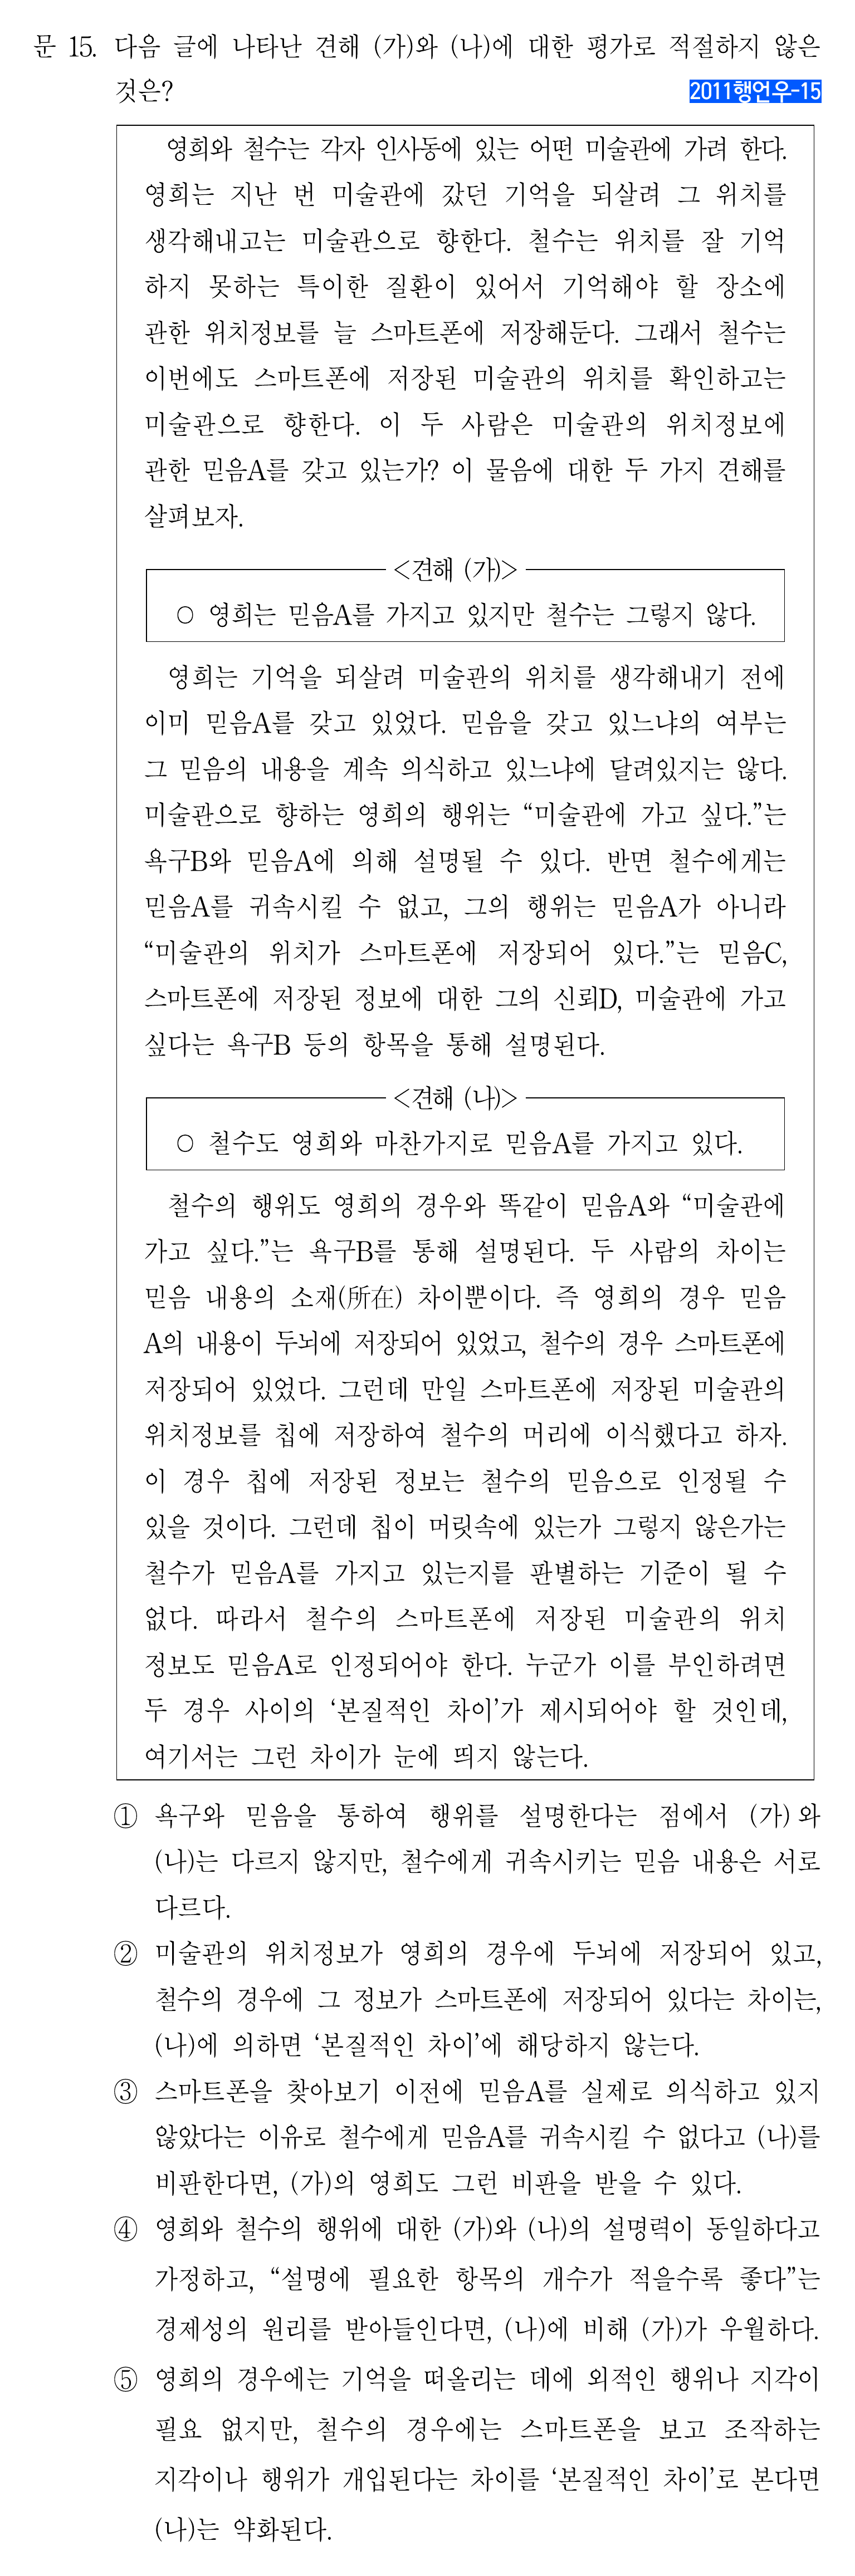 문 15. 다음 글에 나타난 견해 (가)와 (나)에 대한 평가로 적절하지 않은
것은?
2011행언우-15
영희와 철수는 각자 인사동에 있는 어떤 미술관에 가려 한다.
영희는 지난 번 미술관에 갔던 기억을 되살려 그 위치를
생각해내고는 미술관으로 향한다. 철수는 위치를 잘 기억
하지 못하는 특이한 질환이 있어서 기억해야 할 장소에
관한 위치정보를 늘 스마트폰에 저장해둔다. 그래서 철수는
이번에도 스마트폰에 저장된 미술관의 위치를 확인하고는
미술관으로 향한다. 이 두 사람은 미술관의 위치정보에
관한 믿음A를 갖고 있는가? 이 물음에 대한 두 가지 견해를
살펴보자.
<견해 (가)>
○ 영희는 믿음A를 가지고 있지만 철수는 그렇지 않다.
영희는 기억을 되살려 미술관의 위치를 생각해내기 전에
이미 믿음A를 갖고 있었다. 믿음을 갖고 있느냐의 여부는
그 믿음의 내용을 계속 의식하고 있느냐에 달려있지는 않다.
미술관으로 향하는 영희의 행위는 “미술관에 가고 싶다.”는
욕구B와 믿음A에 의해 설명될 수 있다. 반면 철수에게는
믿음A를 귀속시킬 수 없고, 그의 행위는 믿음A가 아니라
“미술관의 위치가 스마트폰에 저장되어 있다.”는 믿음C,
스마트폰에 저장된 정보에 대한 그의 신뢰D, 미술관에 가고
싶다는 욕구B 등의 항목을 통해 설명된다.
<견해 (나)>
○ 철수도 영희와 마찬가지로 믿음A를 가지고 있다.
철수의 행위도 영희의 경우와 똑같이 믿음A와 “미술관에
가고 싶다.”는 욕구B를 통해 설명된다. 두 사람의 차이는
믿음 내용의 소재(所在) 차이뿐이다. 즉 영희의 경우 믿음
A의 내용이 두뇌에 저장되어 있었고, 철수의 경우 스마트폰에
저장되어 있었다. 그런데 만일 스마트폰에 저장된 미술관의
위치정보를 칩에 저장하여 철수의 머리에 이식했다고 하자.
이 경우 칩에 저장된 정보는 철수의 믿음으로 인정될 수
있을 것이다. 그런데 칩이 머릿속에 있는가 그렇지 않은가는
철수가 믿음A를 가지고 있는지를 판별하는 기준이 될 수
없다. 따라서 철수의 스마트폰에 저장된 미술관의 위치
정보도 믿음A로 인정되어야 한다. 누군가 이를 부인하려면
두 경우 사이의 ‘본질적인 차이’가 제시되어야 할 것인데,
여기서는 그런 차이가 눈에 띄지 않는다.
① 욕구와 믿음을 통하여 행위를 설명한다는 점에서 (가)와
(나)는 다르지 않지만, 철수에게 귀속시키는 믿음 내용은 서로
다르다.
② 미술관의 위치정보가 영희의 경우에 두뇌에 저장되어 있고,
철수의 경우에 그 정보가 스마트폰에 저장되어 있다는 차이는,
(나)에 의하면 ‘본질적인 차이’에 해당하지 않는다.
③ 스마트폰을 찾아보기 이전에 믿음A를 실제로 의식하고 있지
않았다는 이유로 철수에게 믿음A를 귀속시킬 수 없다고 (나)를
비판한다면, (가)의 영희도 그런 비판을 받을 수 있다.
④ 영희와 철수의 행위에 대한 (가)와 (나)의 설명력이 동일하다고
가정하고, “설명에 필요한 항목의 개수가 적을수록 좋다”는
경제성의 원리를 받아들인다면, (나)에 비해 (가)가 우월하다.
⑤ 영희의 경우에는 기억을 떠올리는 데에 외적인 행위나 지각이
필요 없지만, 철수의 경우에는 스마트폰을 보고 조작하는
지각이나 행위가 개입된다는 차이를 ‘본질적인 차이’로 본다면
(나)는 약화된다.